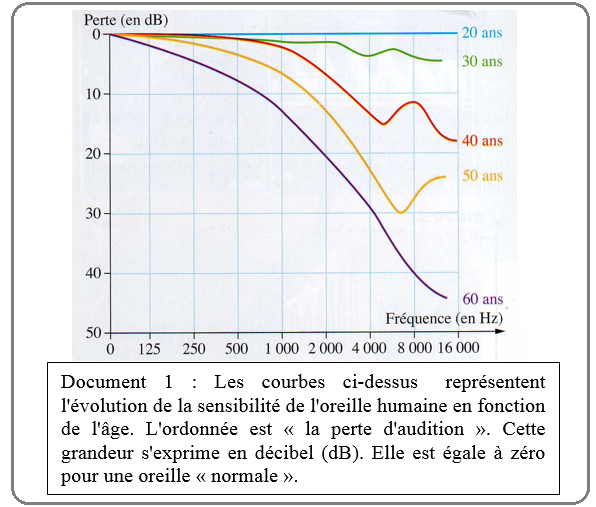 Perte (en dB)
0
10
20
30
40
50
20 ans
30 ans
40 ans
50 ans
60 ans
Fréquence (en Hz)
0 125 250 500 1 000 2 000 4 000 8 000 16 000
Document 1 : Les courbes ci-dessus représentent
l'évolution de la sensibilité de l'oreille humaine en fonction
de l'âge. L'ordonnée est « la perte d'audition ». Cette
grandeur s'exprime en décibel (dB). Elle est égale à zéro
pour une oreille « normale ».